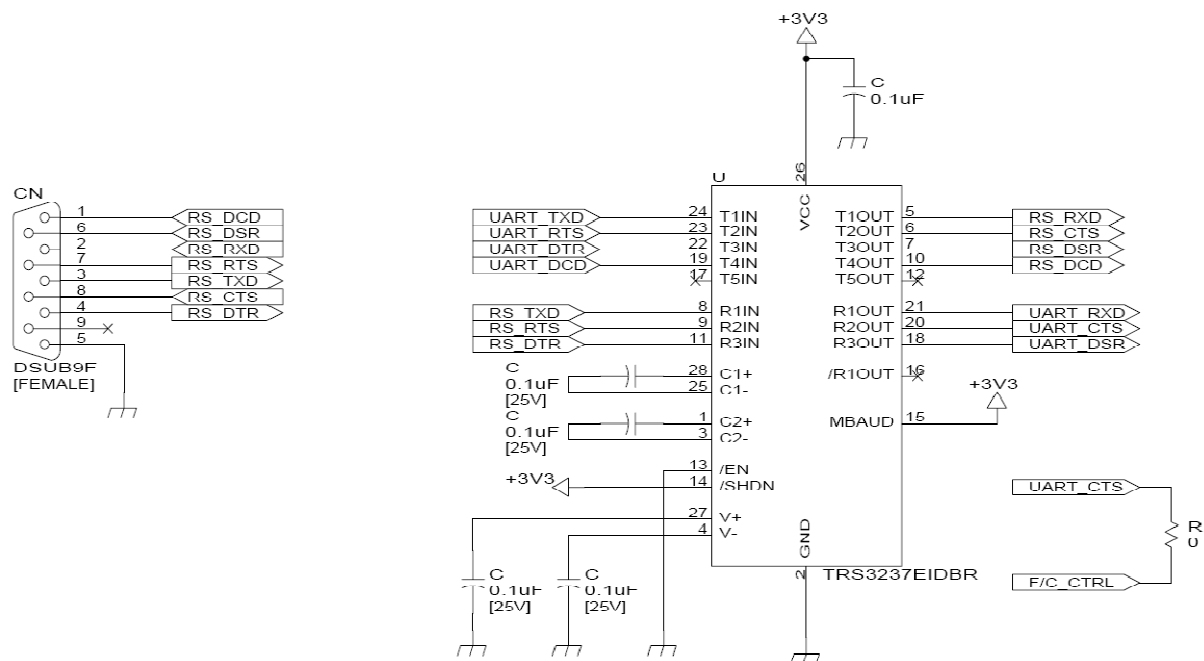 +3V3
C
0.1uF
CN
1 RS_DCD
6 RS_DSR
2 RS_RXD
7 RS_RTS
3 RS_TXD
8 RS_CTS
4 RS_DTR
9
5
DSUB9F
[FEMALE]
U
26
VCC
UART_TXD 24 T1IN T1OUT 5 RS_RXD
UART_RTS 23 T2IN T2OUT 6 RS_CTS
UART_DTR 22 T3IN T3OUT 7 RS_DSR
UART_DCD 19 T4IN T4OUT 10 RS_DCD
17 T5IN T5OUT 12
RS_TXD 8 R1IN R1OUT 21 UART_RXD
RS_RTS 9 R2IN R2OUT 20 UART_CTS
RS_DTR 11 R3IN R3OUT 18 UART_DSR
C
0.1uF
[25V]
28 C1+ /R1OUT 16
25 C1-
+3V3
C
0.1uF
[25V]
1 C2+ MBAUD 15
3 C2-
13 /EN
+3V3 14 /SHDN
27 V+
4 V-
GND
2
TRS3237EIDBR
C
0.1uF
[25V]
C
0.1uF
[25V]
UART_CTS
R
0
F/C_CTRL